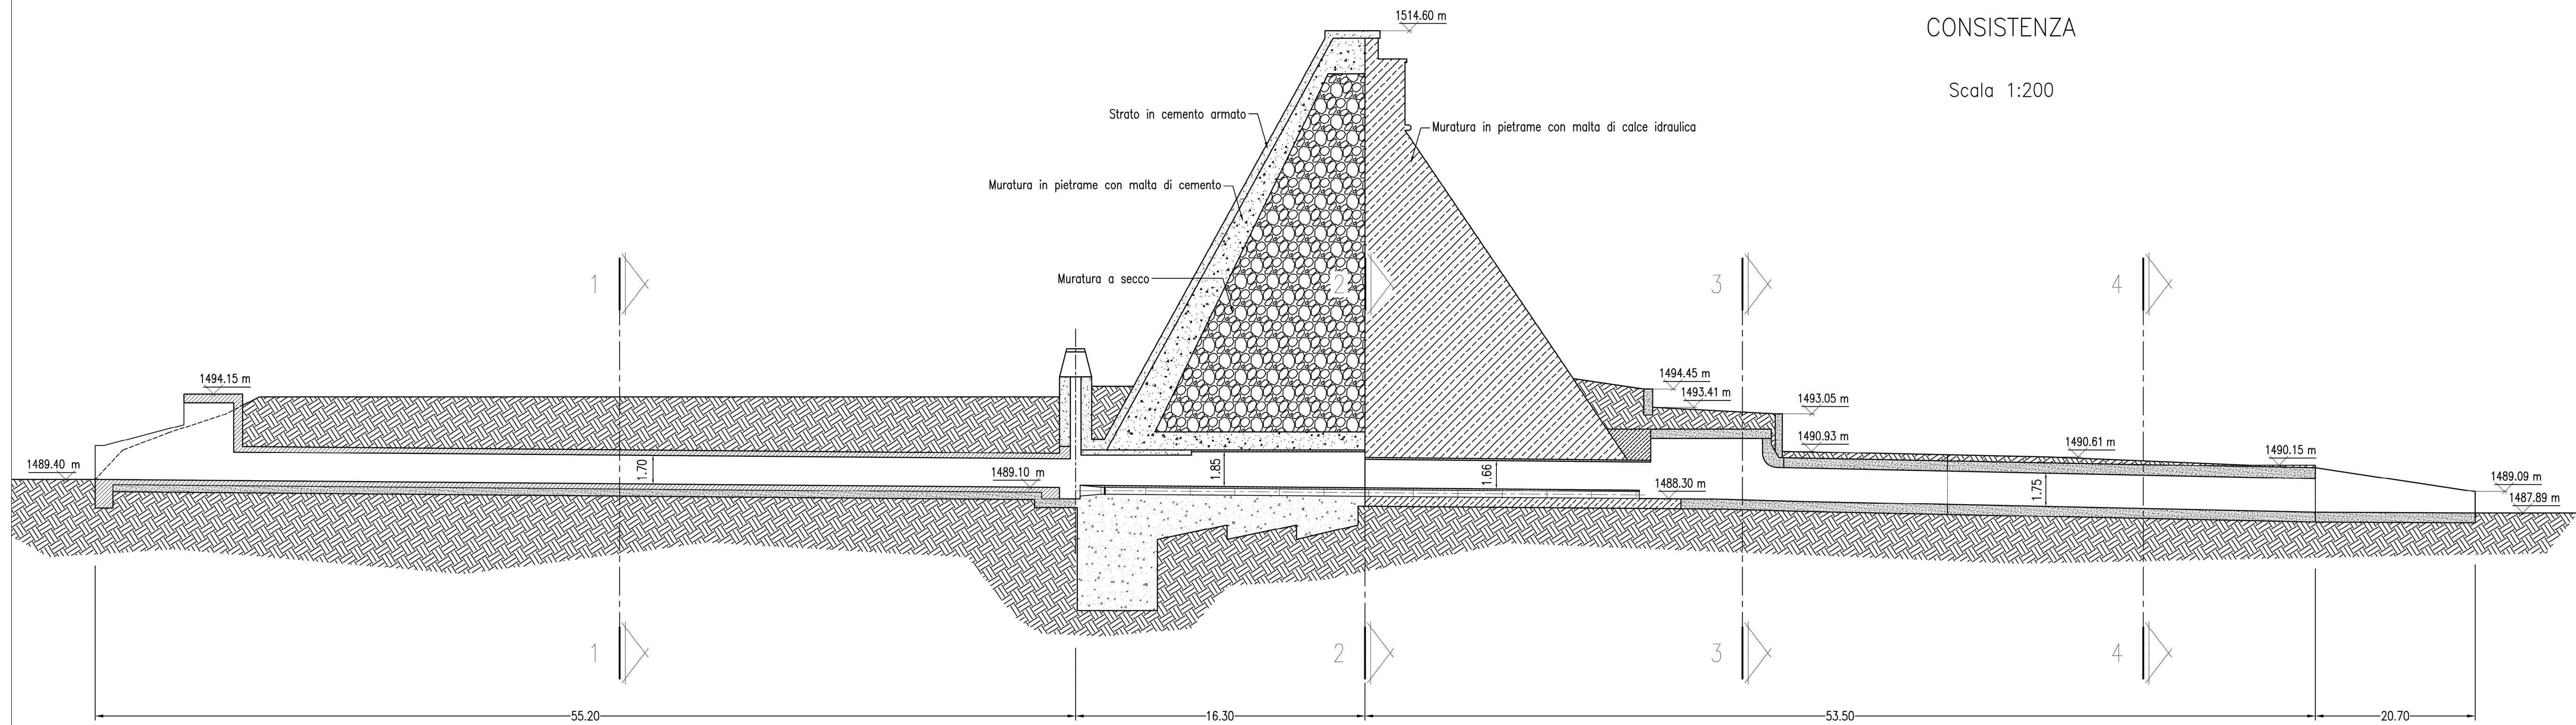 1514.60 m
CONSISTENZA
Scala 1:200
Strato in cemento armato
Muratura in pietrame con malta di calce idraulica
Muratura in pietrame con malta di cemento
Muratura a secco
1
2
3
4
1494.15 m
1494.45 m
1493.41 m
1493.05 m
1490.93 m
1490.61 m
1490.15 m
1489.40 m
1.70
1489.10 m
1.85
1.66
1488.30 m
1.75
1489.09 m
1487.89 m
1
2
3
4
55.20
16.30
53.50
20.70